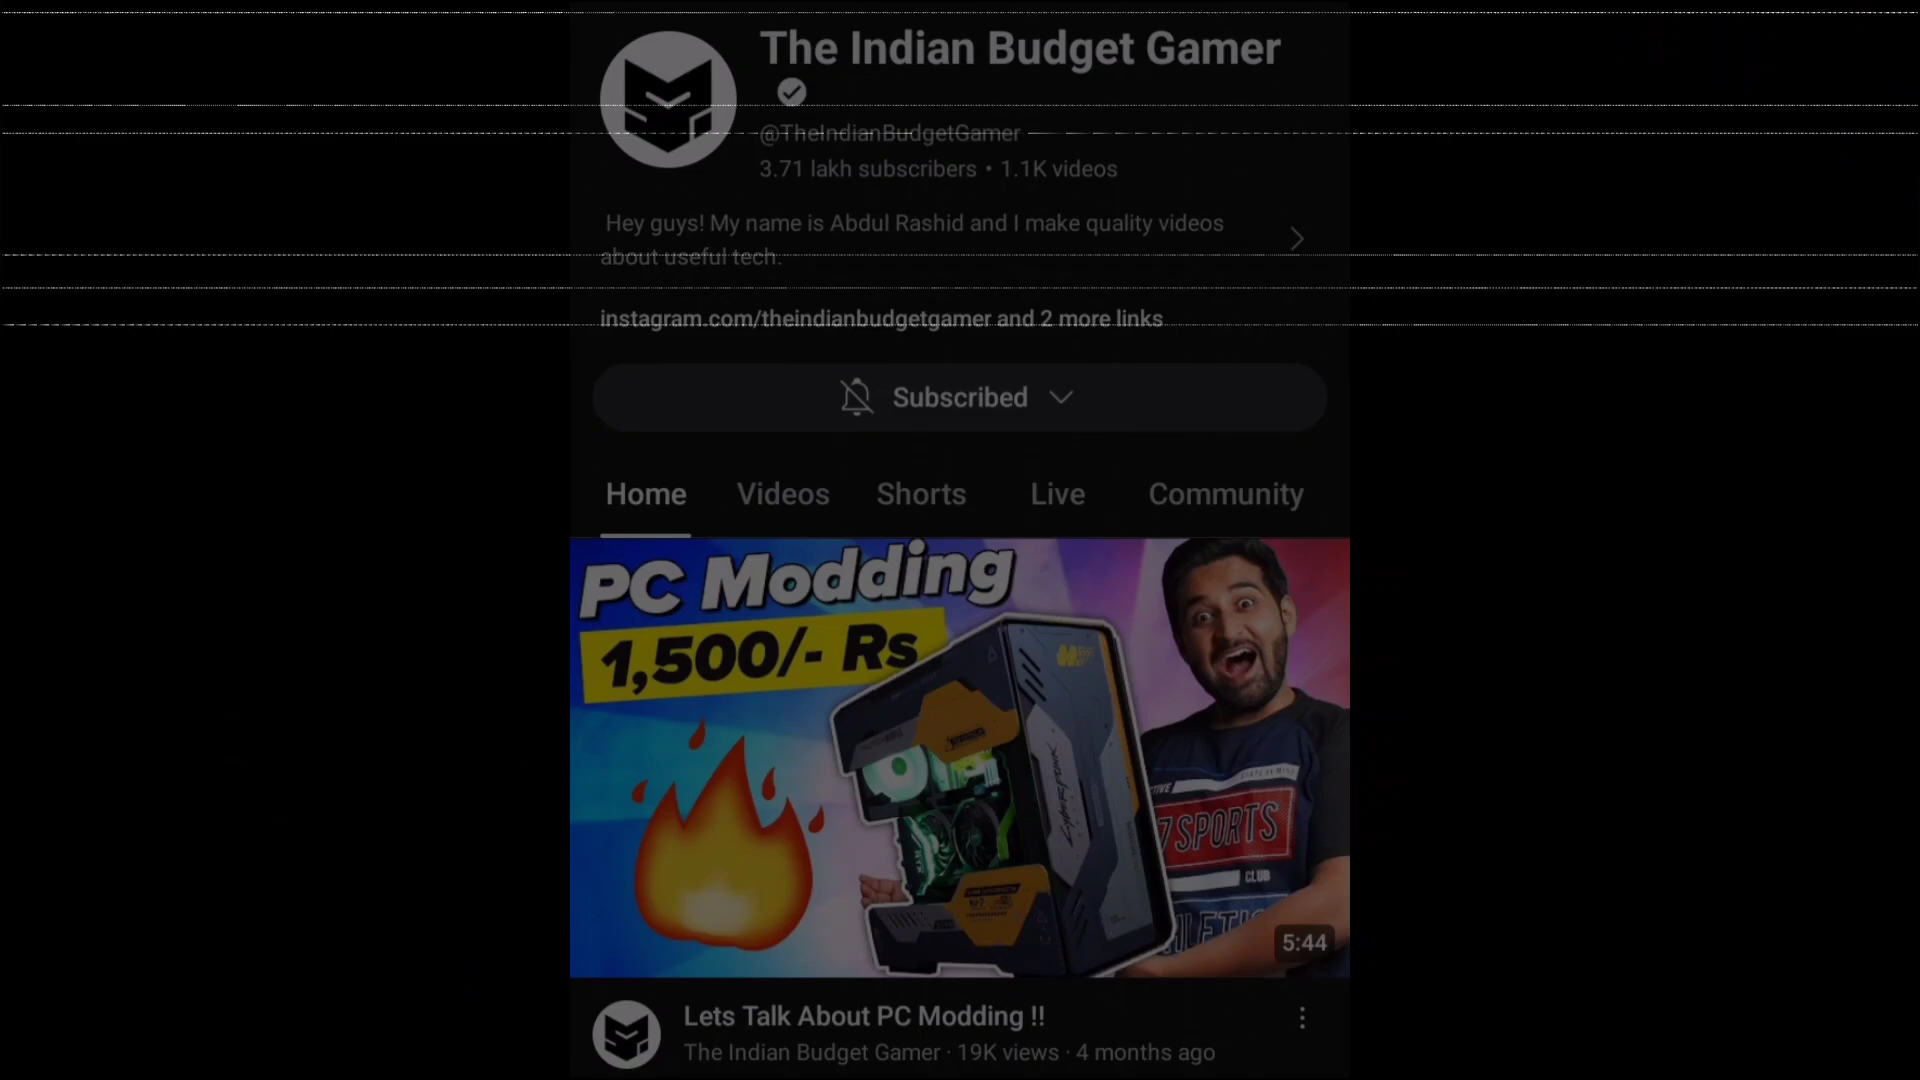 The Indian Budget Gamer
@TheIndianBudgetGamer
3.71 lakh subscribers • 1.1K videos
Hey guys! My name is Abdul Rashid and I make quality videos
about useful tech.
instagram.com/theindianbudgetgamer and 2 more links
Subscribed
Home Videos Shorts Live Community
PC Modding
1,500/- Rs
CYBERPUNK
7 SPORTS
CLUB
5:44
Lets Talk About PC Modding !!
The Indian Budget Gamer · 19K views · 4 months ago